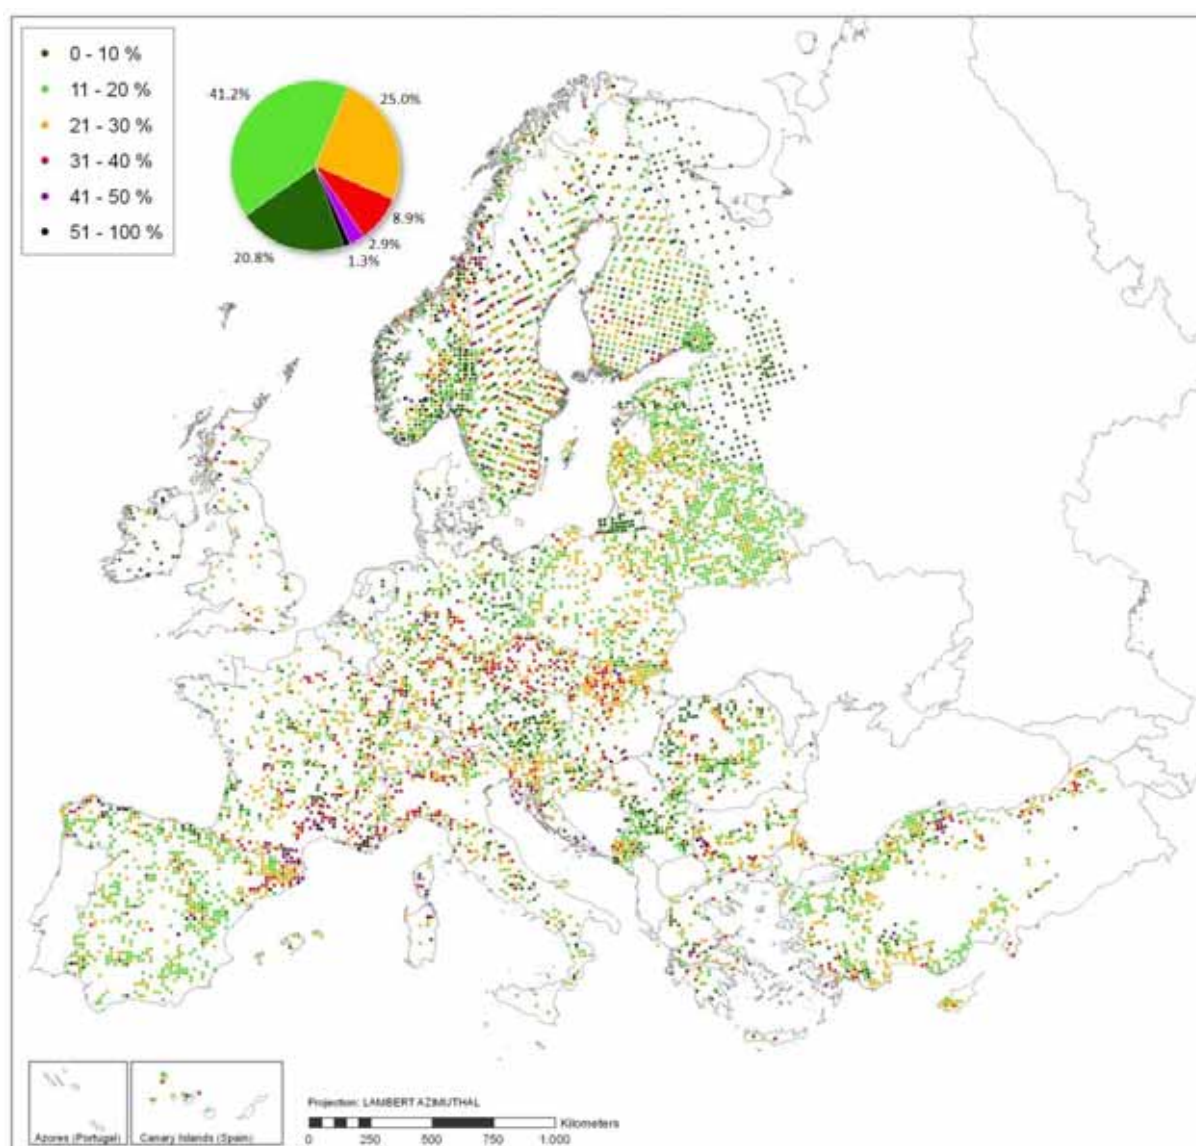 0 - 10 %
11 - 20 %
21 - 30 %
31 - 40 %
41 - 50 %
51 - 100 %
41.2%
25.0%
8.9%
2.9%
1.3%
20.8%
Azores (Portugal)
Canary Islands (Spain)
Projection: LAMBERT AZIMUTHAL
Kilometers
0 250 500 750 1.000